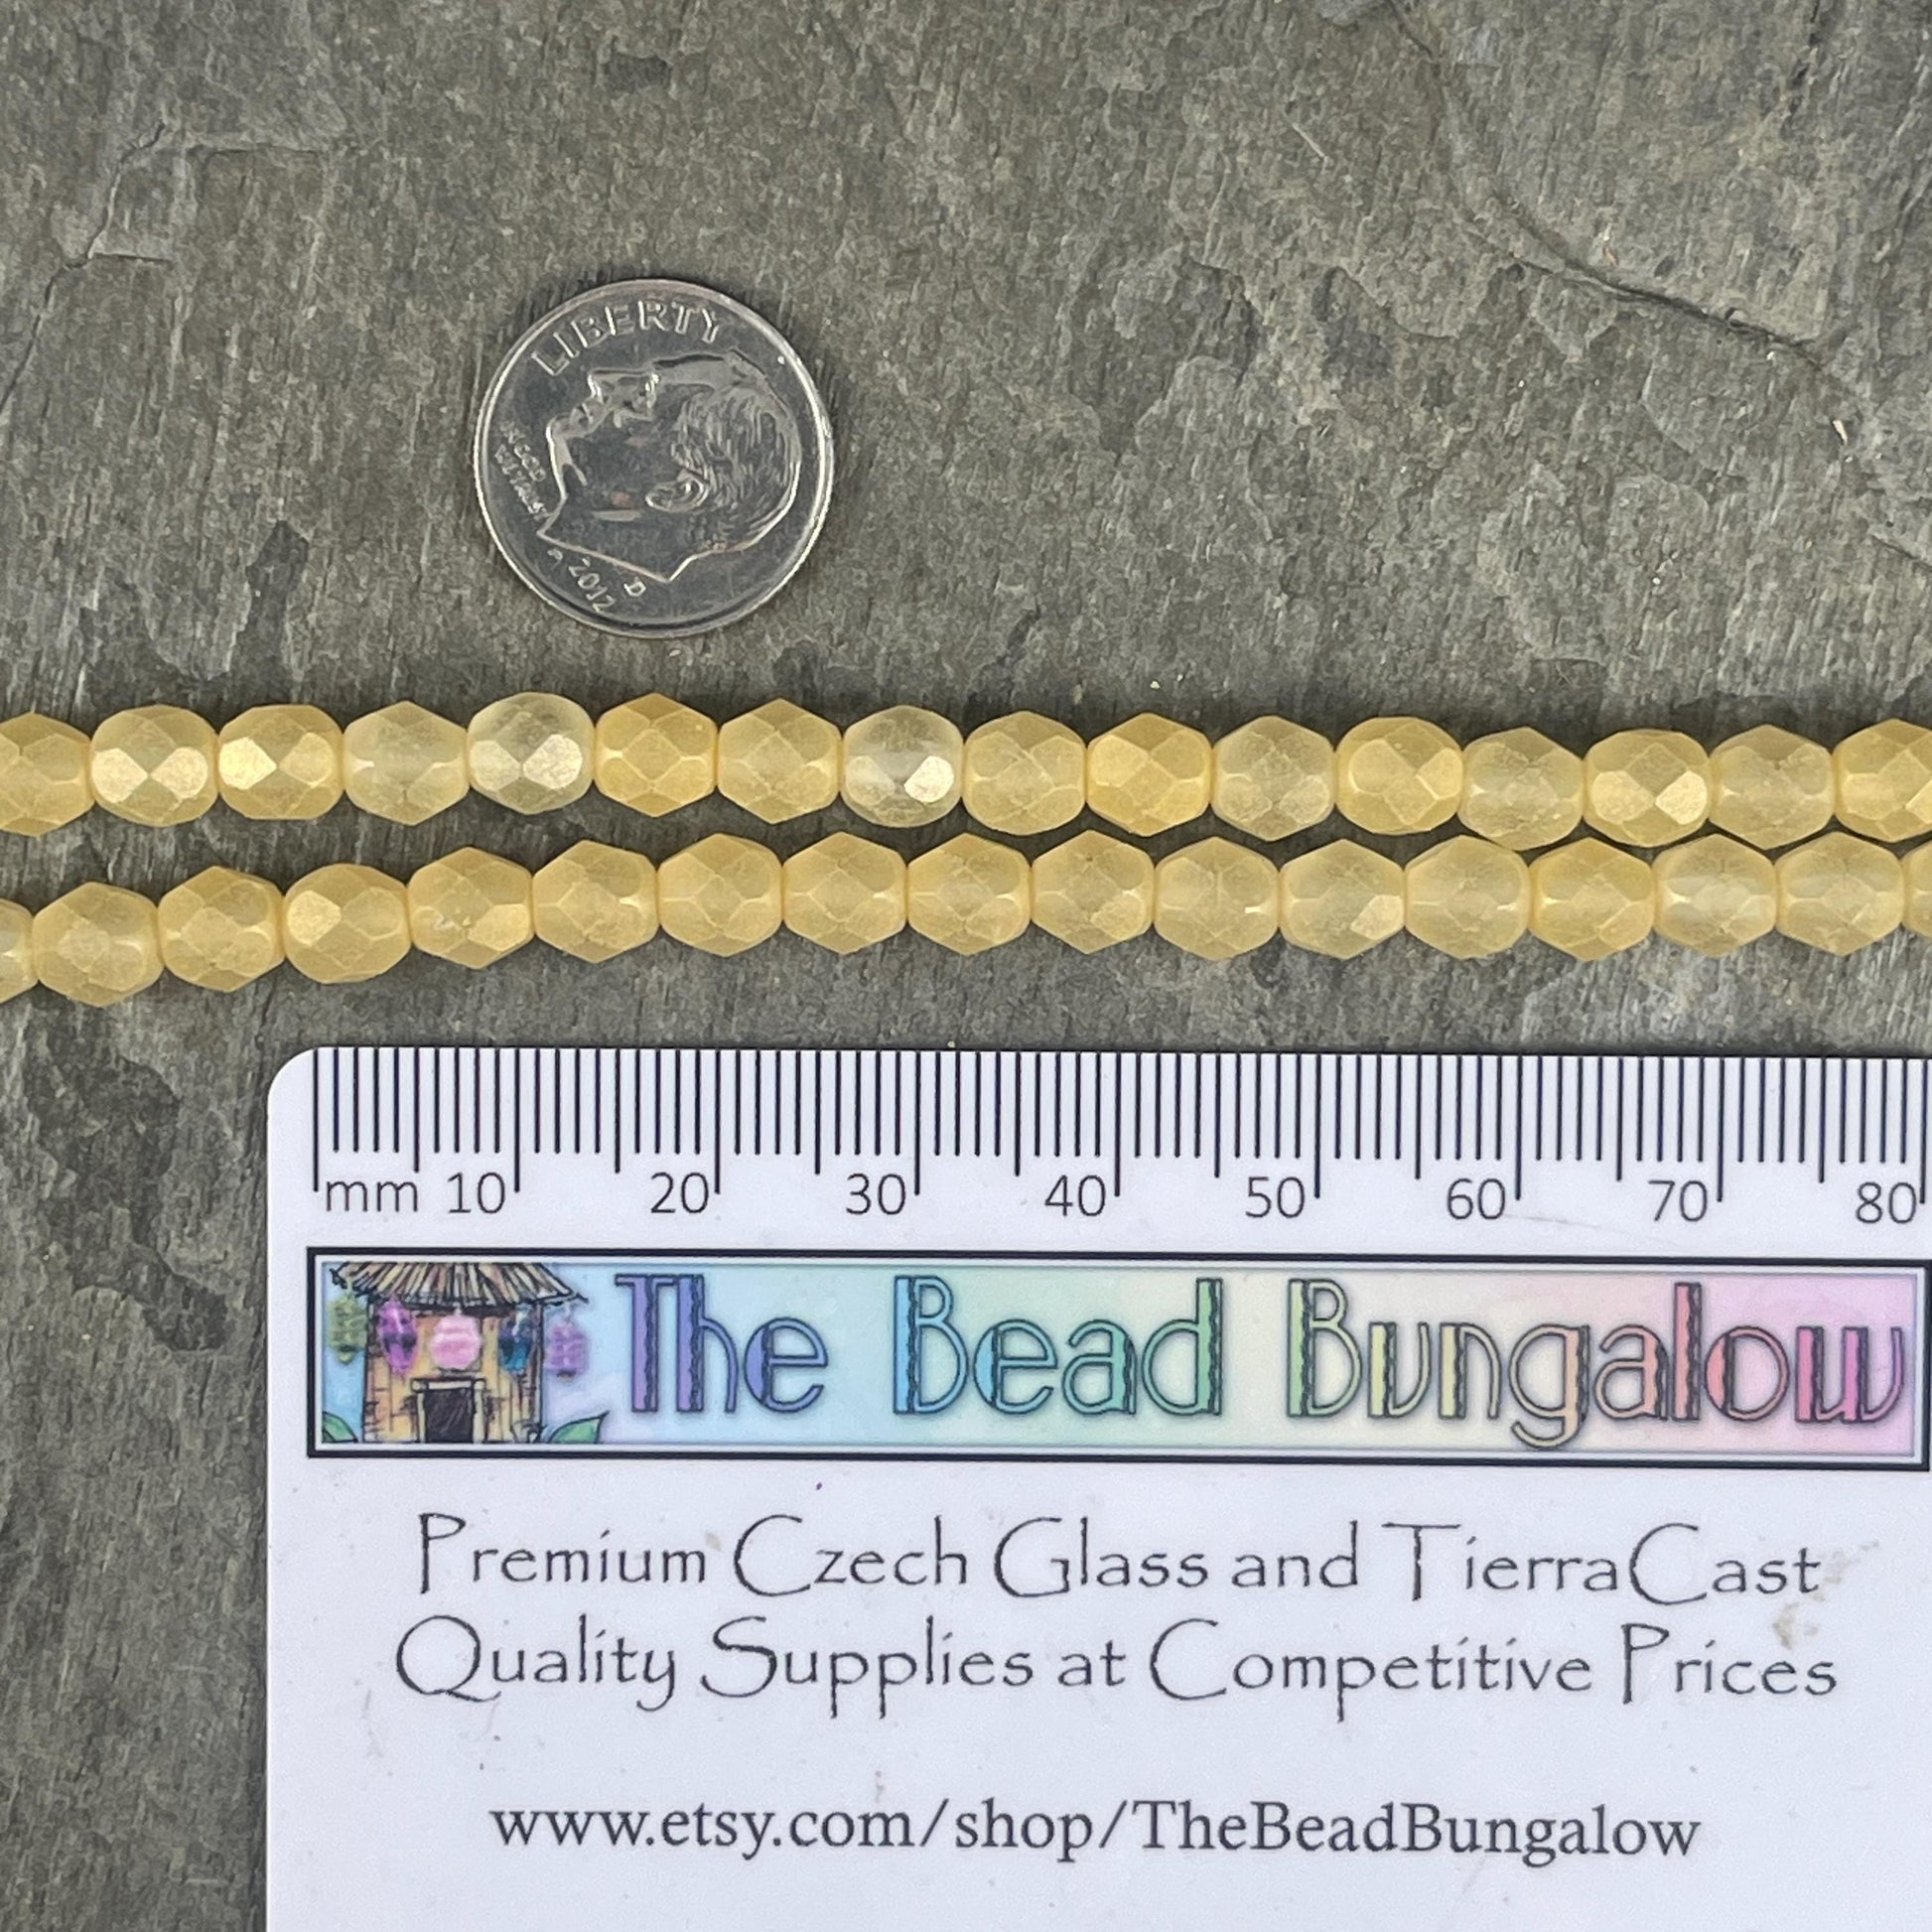 LIBERTY
IN GOD
WE TRUST
P 2012 D
mm 10 20 30 40 50 60 70 80
The Bead Bungalow
Premium Czech Glass and TierraCast
Quality Supplies at Competitive Prices
www.etsy.com/shop/TheBeadBungalow